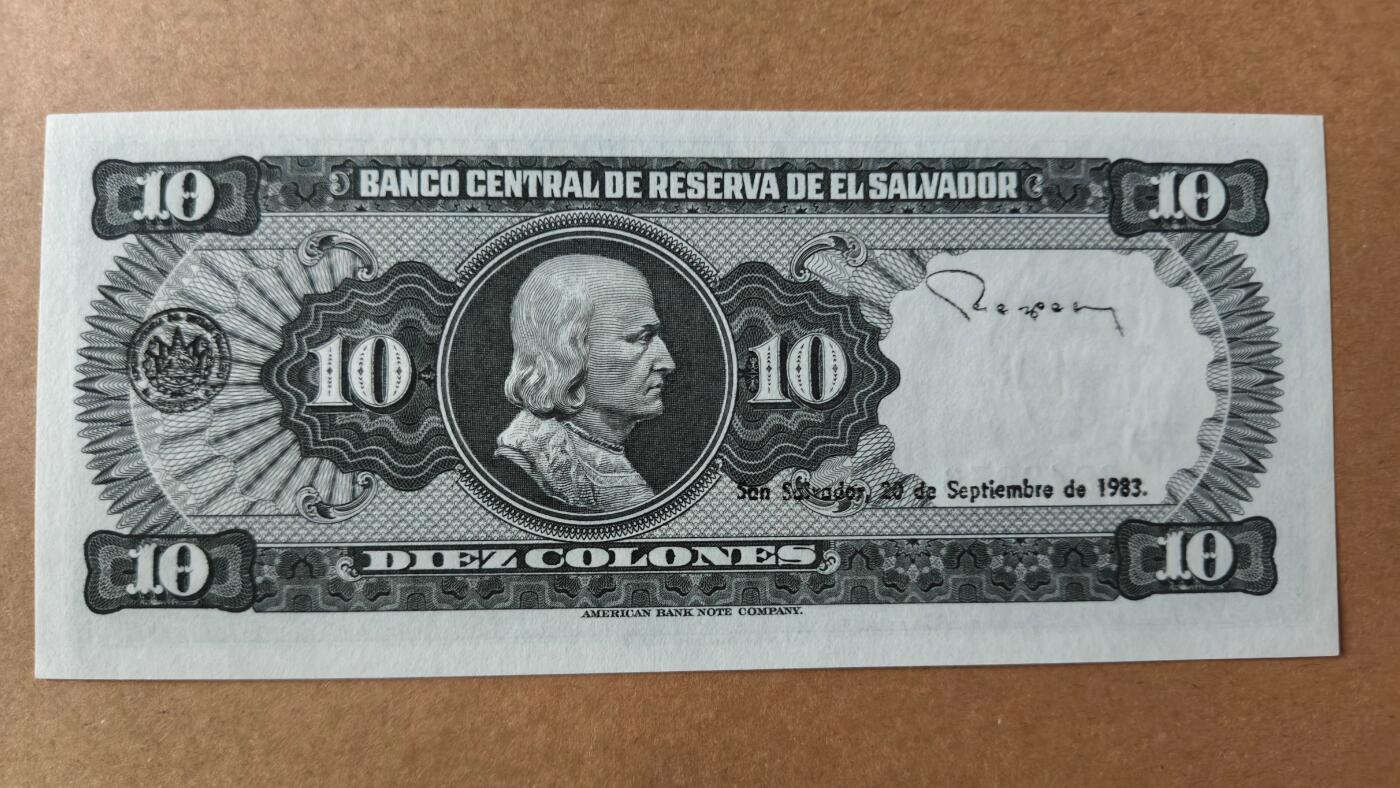 10 BANCO CENTRAL DE RESERVA DE EL SALVADOR 10
10 10
San Salvador, 20 de Septiembre de 1983.
10 DIEZ COLONES 10
AMERICAN BANK NOTE COMPANY.